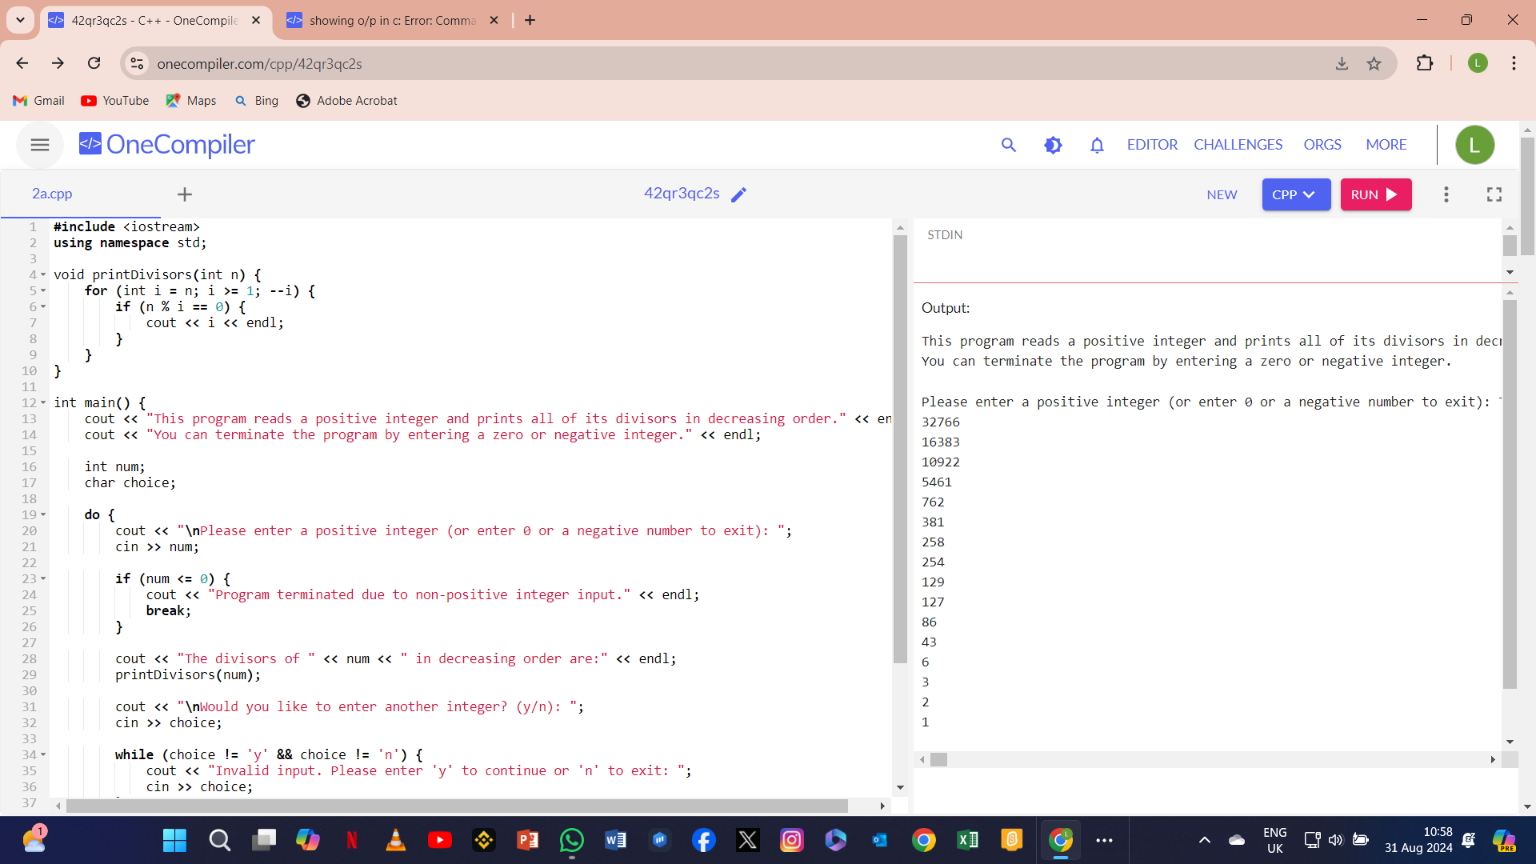 42qr3qc2s - C++ - OneCompile
showing o/p in c: Error: Comma
onecompiler.com/cpp/42qr3qc2s
L
Gmail
YouTube
Maps
Bing
Adobe Acrobat
</> OneCompiler
EDITOR
CHALLENGES
ORGS
MORE
L
2a.cpp
42qr3qc2s
NEW
CPP
RUN
1 #include <iostream>
2 using namespace std;
3
4 void printDivisors(int n) {
5 for (int i = n; i >= 1; --i) {
6 if (n % i == 0) {
7 cout << i << endl;
8 }
9 }
10 }
11
12 int main() {
13 cout << "This program reads a positive integer and prints all of its divisors in decreasing order." << en
14 cout << "You can terminate the program by entering a zero or negative integer." << endl;
15
16 int num;
17 char choice;
18
19 do {
20 cout << "\nPlease enter a positive integer (or enter 0 or a negative number to exit): ";
21 cin >> num;
22
23 if (num <= 0) {
24 cout << "Program terminated due to non-positive integer input." << endl;
25 break;
26 }
27
28 cout << "The divisors of " << num << " in decreasing order are:" << endl;
29 printDivisors(num);
30
31 cout << "\nWould you like to enter another integer? (y/n): ";
32 cin >> choice;
33
34 while (choice != 'y' && choice != 'n') {
35 cout << "Invalid input. Please enter 'y' to continue or 'n' to exit: ";
36 cin >> choice;
37
STDIN
Output:
This program reads a positive integer and prints all of its divisors in decr
You can terminate the program by entering a zero or negative integer.
Please enter a positive integer (or enter 0 or a negative number to exit):
32766
16383
10922
5461
762
381
258
254
129
127
86
43
6
3
2
1
1
ENG
UK
10:58
31 Aug 2024
PRE